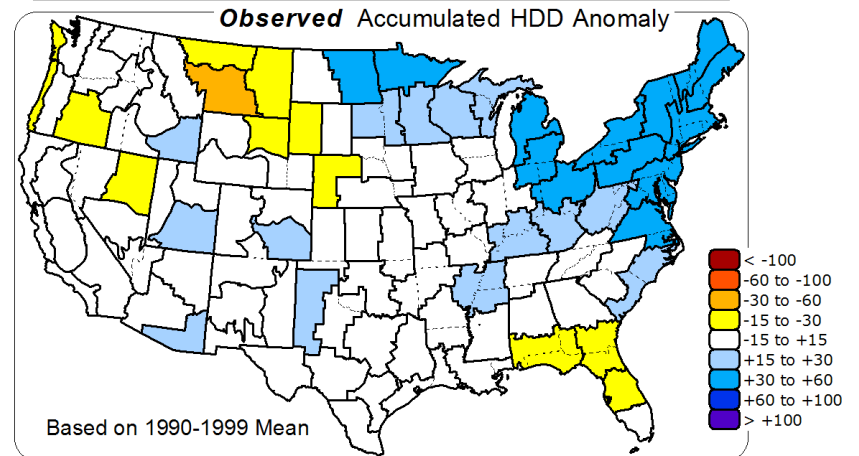 Observed Accumulated HDD Anomaly
< -100
-60 to -100
-30 to -60
-15 to -30
-15 to +15
+15 to +30
+30 to +60
+60 to +100
> +100
Based on 1990-1999 Mean